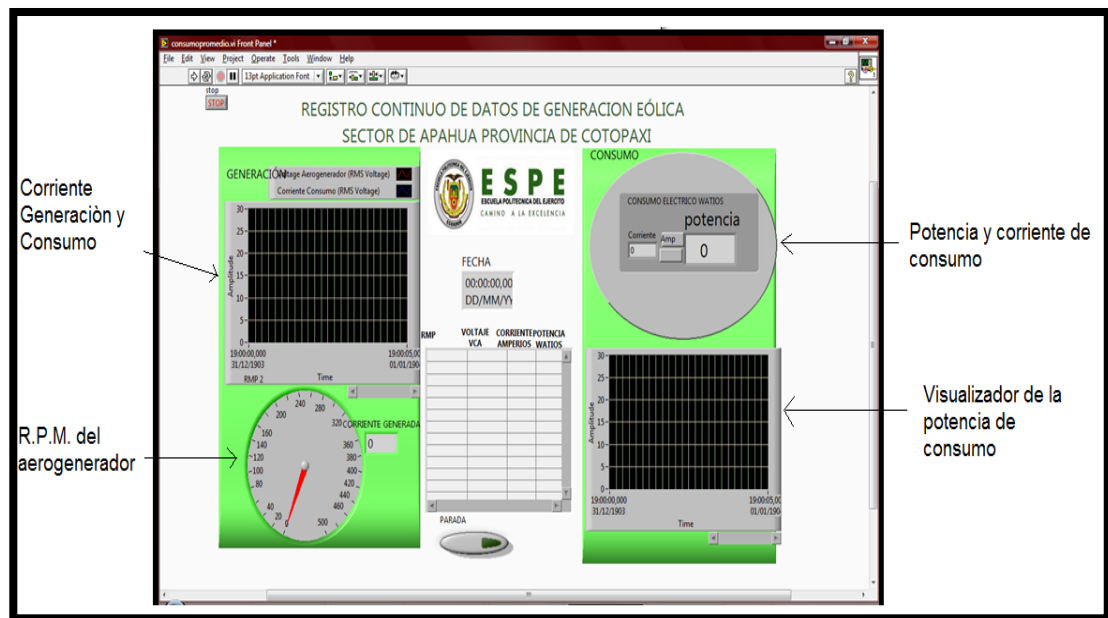 consumopromedio.vi Front Panel *
File Edit View Project Operate Tools Window Help
13pt Application Font
stop
STOP
REGISTRO CONTINUO DE DATOS DE GENERACION EÓLICA
SECTOR DE APAHUA PROVINCIA DE COTOPAXI
GENERACIÓN
Voltage Aerogenerador (RMS Voltage)
Corriente Consumo (RMS Voltage)
30
25
20
15
10
5
0
Amplitude
19:00:00,000
31/12/1903
19:00:05,00
01/01/190
Time
RMP 2
0
20
40
80
100
120
140
160
200
240
280
320
360
380
400
420
440
460
500
CORRIENTE GENERADA
0
ESPE
ESCUELA POLITECNICA DEL EJERCITO
CAMINO A LA EXCELENCIA
FECHA
00:00:00,00
DD/MM/YY
RMP VOLTAJE VCA CORRIENTE AMPERIOS POTENCIA WATIOS
PARADA
CONSUMO
CONSUMO ELECTRICO WATIOS
potencia
Corriente
0
Amp
0
30
25
20
15
10
5
0
Amplitude
19:00:00,000
31/12/1903
19:00:05,00
01/01/190
Time
Corriente
Generaciòn y
Consumo
R.P.M. del
aerogenerador
Potencia y corriente de
consumo
Visualizador de la
potencia de
consumo